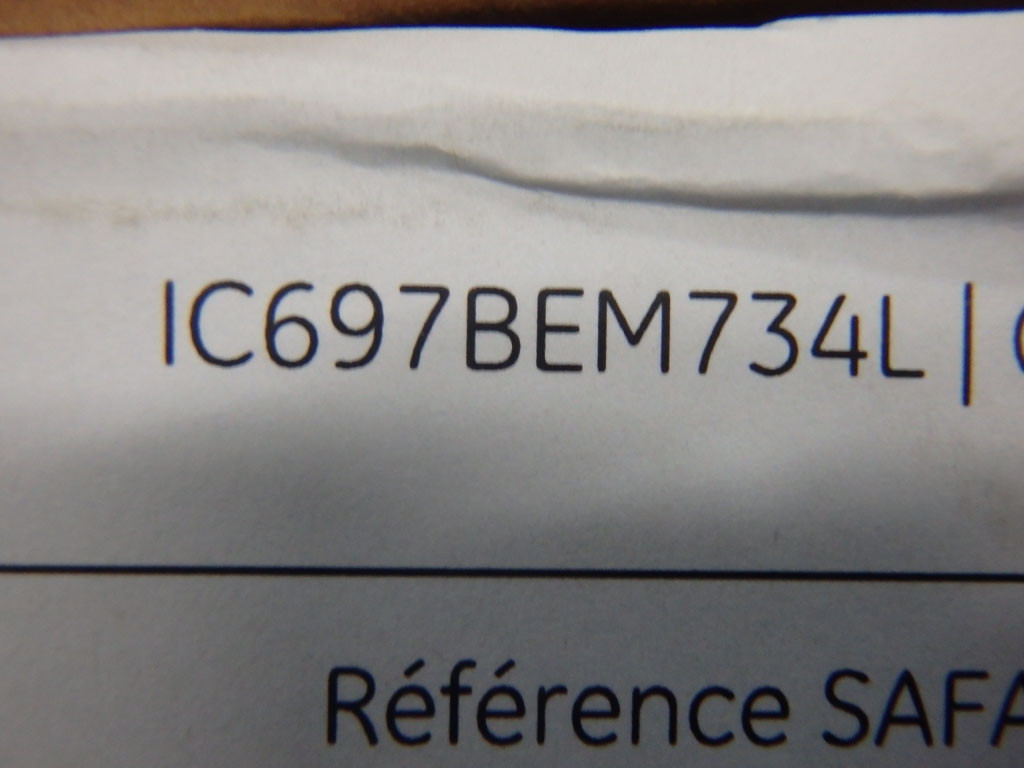 IC697BEM734L |
Référence SAFA